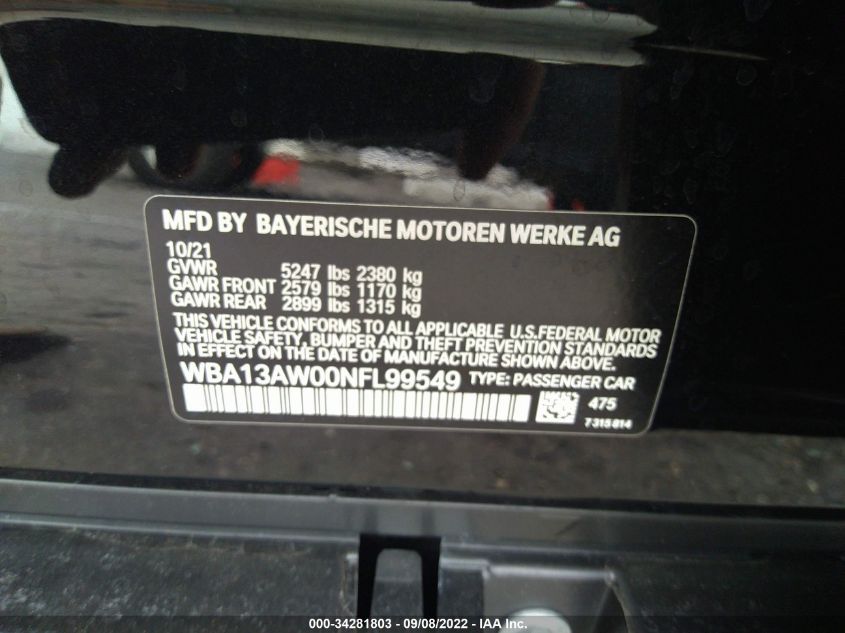 MFD BY BAYERISCHE MOTOREN WERKE AG
10/21
GVWR 5247 lbs 2380 kg
GAWR FRONT 2579 lbs 1170 kg
GAWR REAR 2899 lbs 1315 kg
THIS VEHICLE CONFORMS TO ALL APPLICABLE U.S.FEDERAL MOTOR
VEHICLE SAFETY, BUMPER AND THEFT PREVENTION STANDARDS
IN EFFECT ON THE DATE OF MANUFACTURE SHOWN ABOVE.
WBA13AW00NFL99549 TYPE: PASSENGER CAR
475
7315814
000-34281803 - 09/08/2022 - IAA Inc.